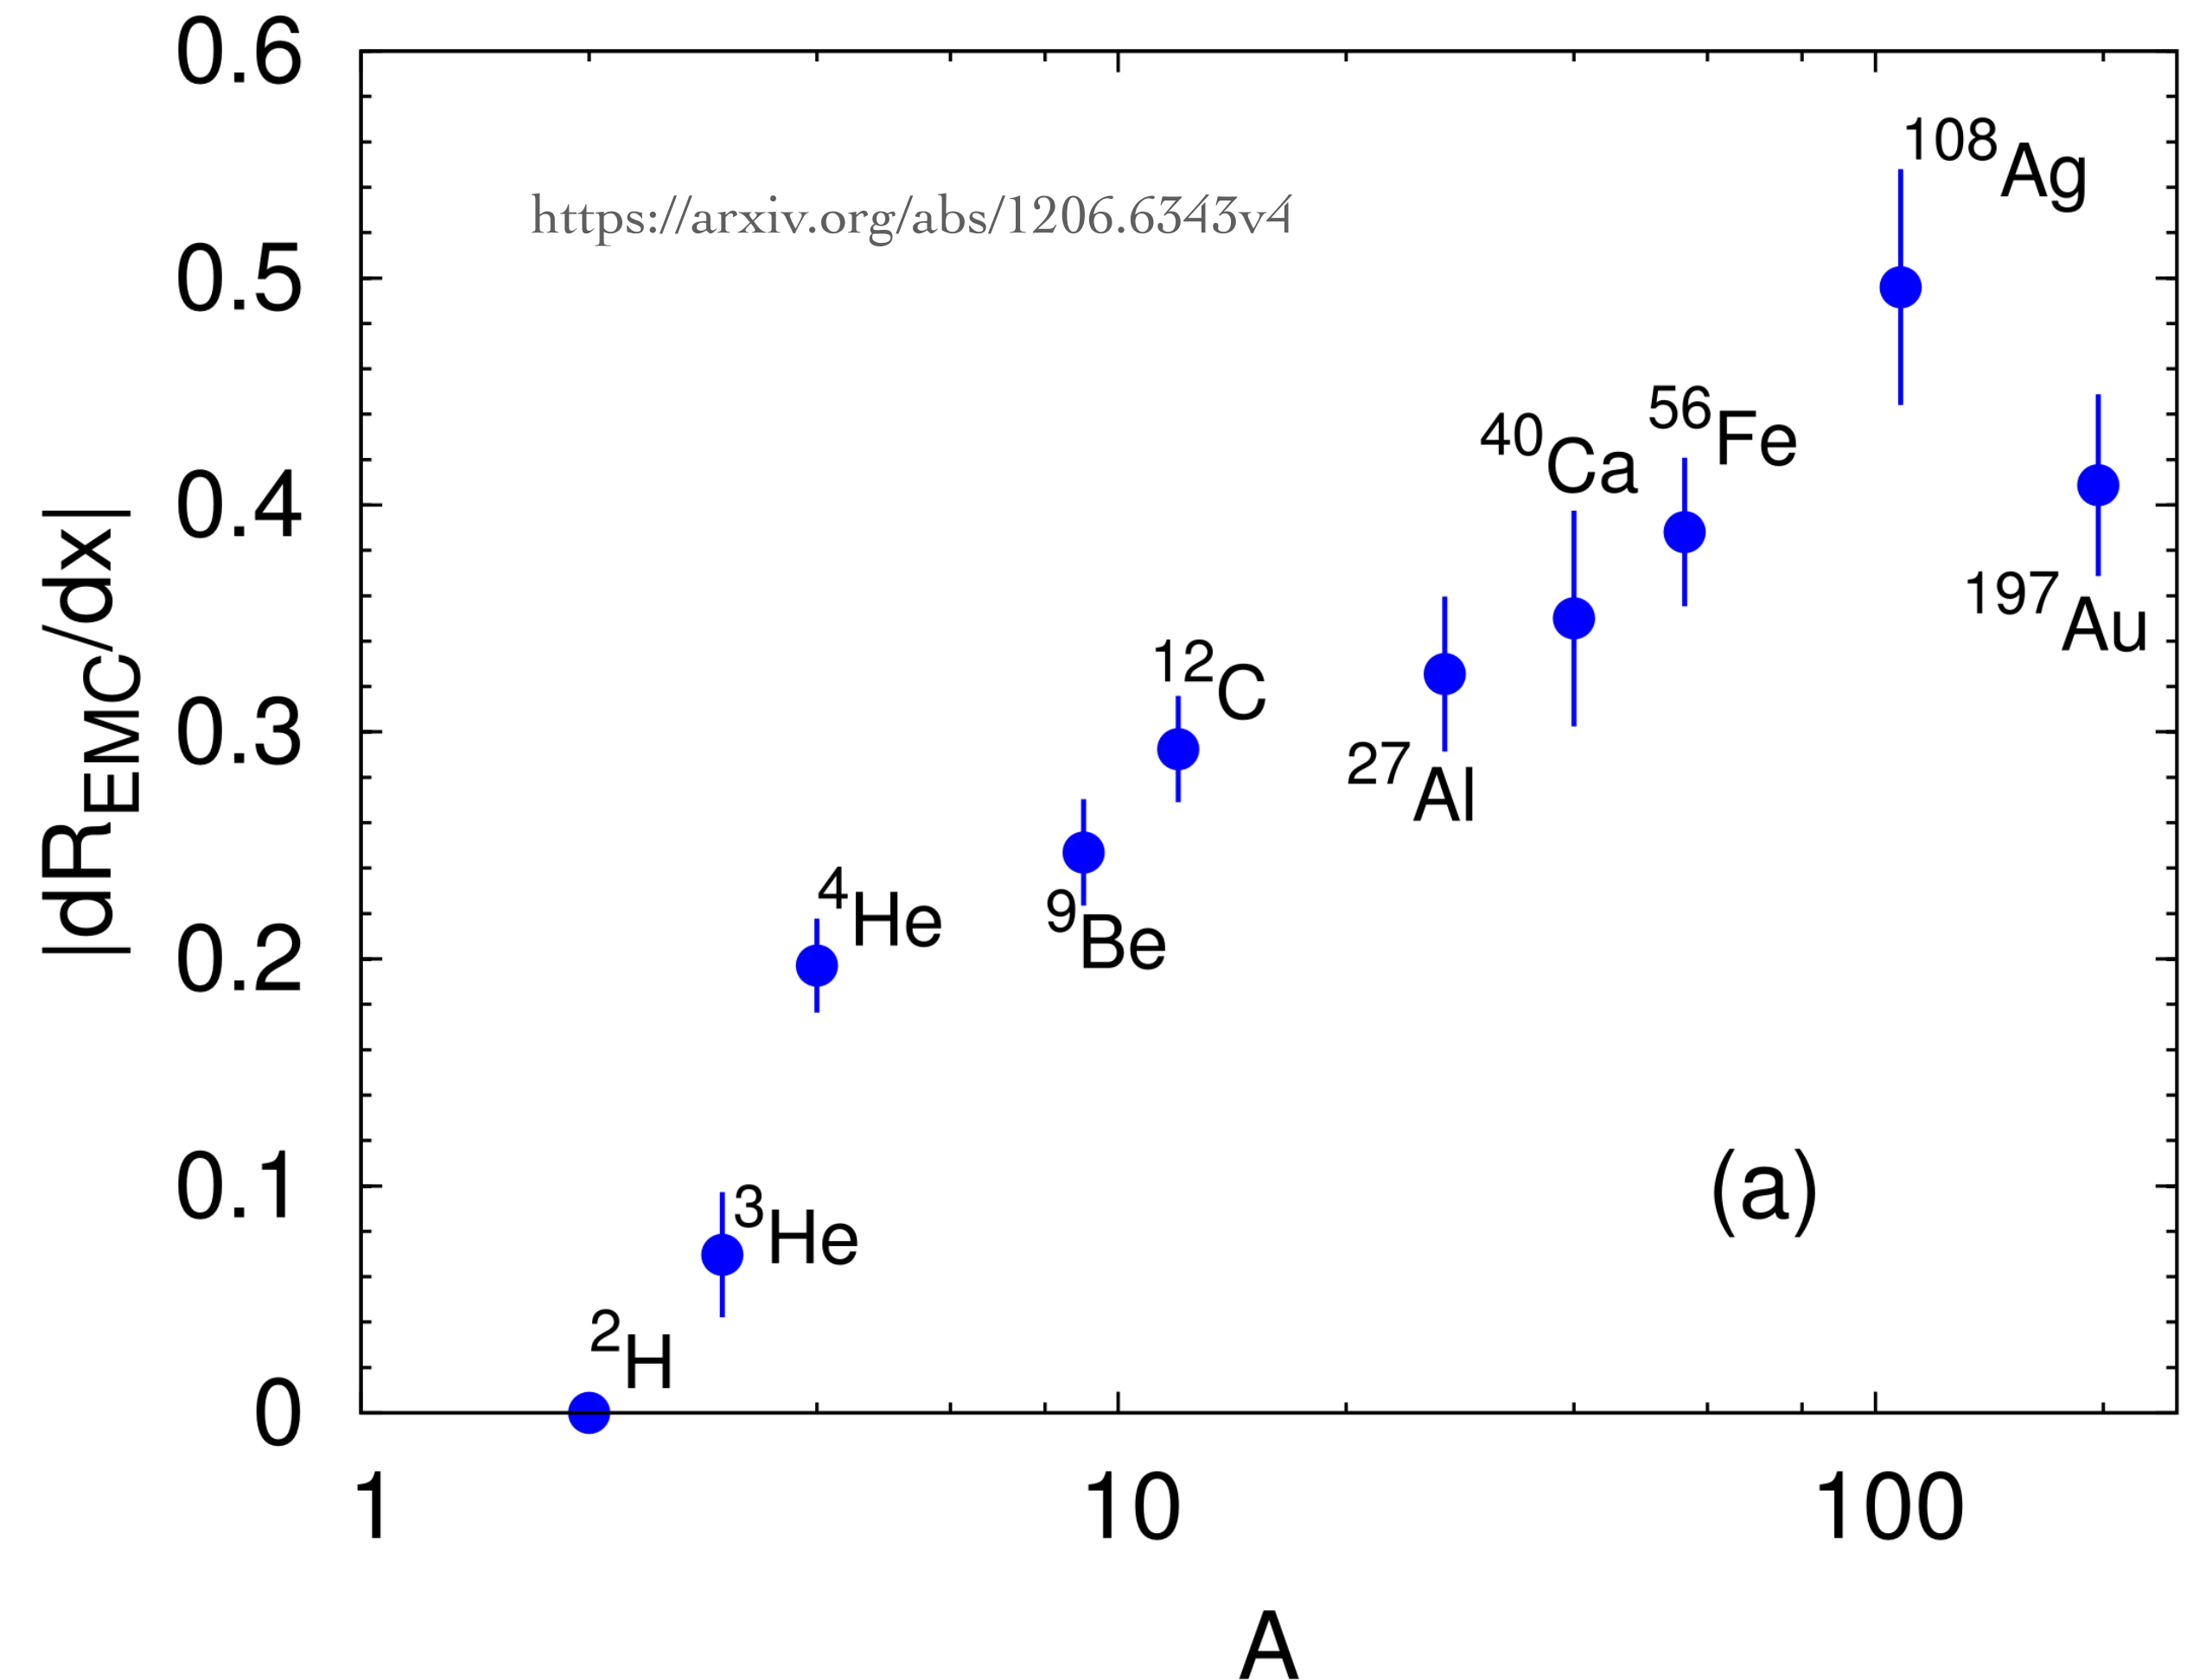 0.6
0.5
0.4
0.3
0.2
0.1
0
|dR_EMC/dx|
https://arxiv.org/abs/1206.6343v4
¹⁰⁸Ag
⁵⁶Fe
⁴⁰Ca
¹⁹⁷Au
¹²C
²⁷Al
⁴He
⁹Be
³He
(a)
²H
1 10 100
A